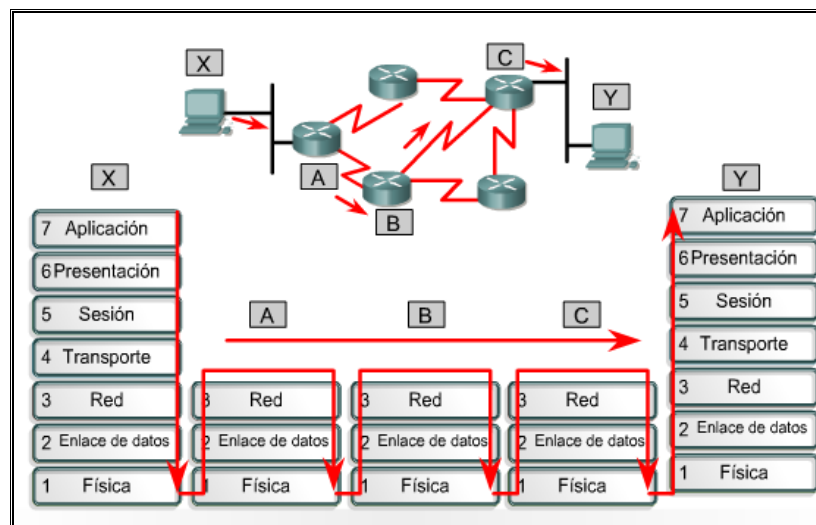 X
C
Y
A
B
X
Y
7 Aplicación
6 Presentación
5 Sesión
4 Transporte
3 Red
2 Enlace de datos
1 Física
A
B
C
3 Red
2 Enlace de datos
1 Física
3 Red
2 Enlace de datos
1 Física
3 Red
2 Enlace de datos
1 Física
7 Aplicación
6 Presentación
5 Sesión
4 Transporte
3 Red
2 Enlace de datos
1 Física